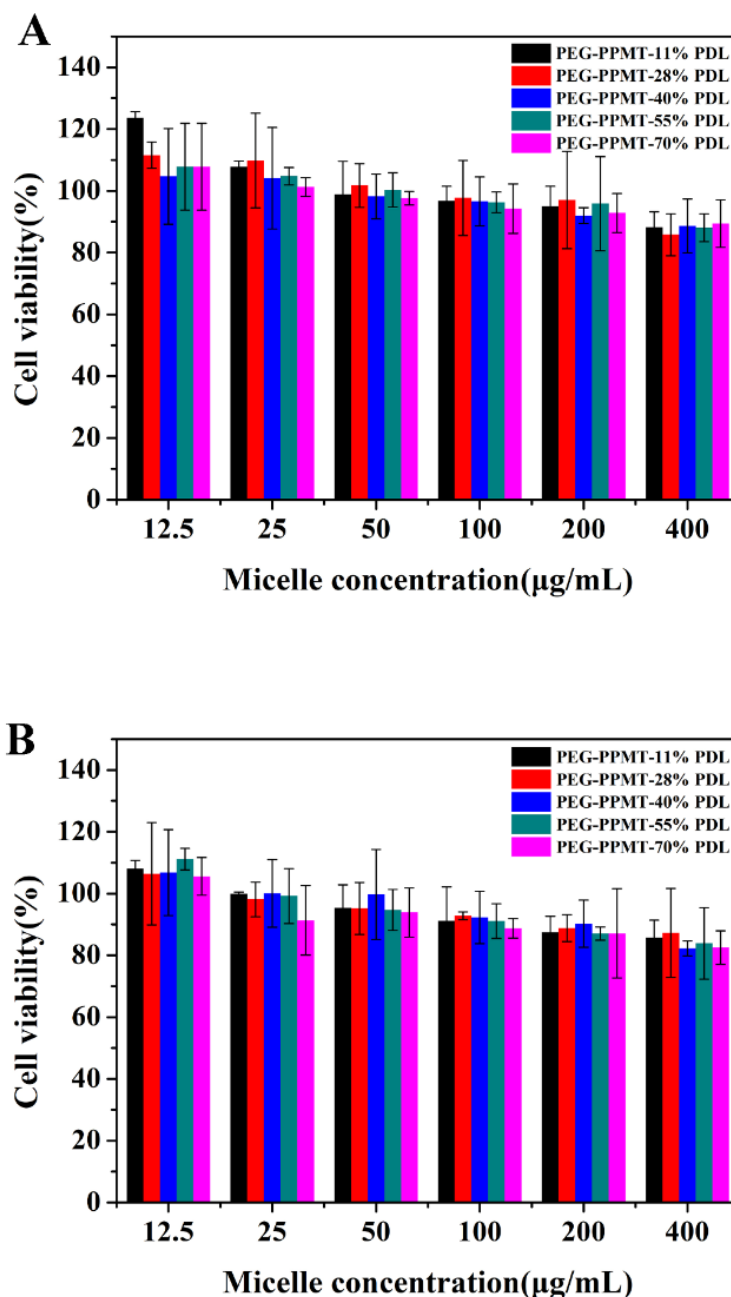 A
PEG-PPMT-11% PDL
PEG-PPMT-28% PDL
PEG-PPMT-40% PDL
PEG-PPMT-55% PDL
PEG-PPMT-70% PDL
140
120
100
80
60
40
20
0
Cell viability(%)
12.5 25 50 100 200 400
Micelle concentration(μg/mL)
B
PEG-PPMT-11% PDL
PEG-PPMT-28% PDL
PEG-PPMT-40% PDL
PEG-PPMT-55% PDL
PEG-PPMT-70% PDL
140
120
100
80
60
40
20
0
Cell viability(%)
12.5 25 50 100 200 400
Micelle concentration(μg/mL)